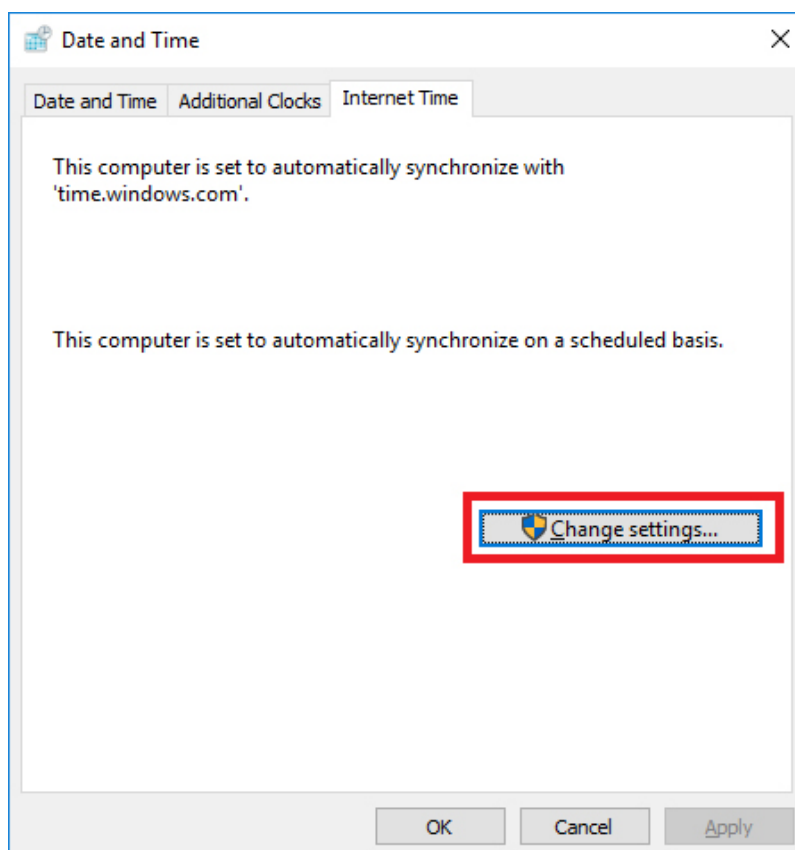 Date and Time
Date and Time
Additional Clocks
Internet Time
This computer is set to automatically synchronize with
'time.windows.com'.
This computer is set to automatically synchronize on a scheduled basis.
Change settings...
OK
Cancel
Apply